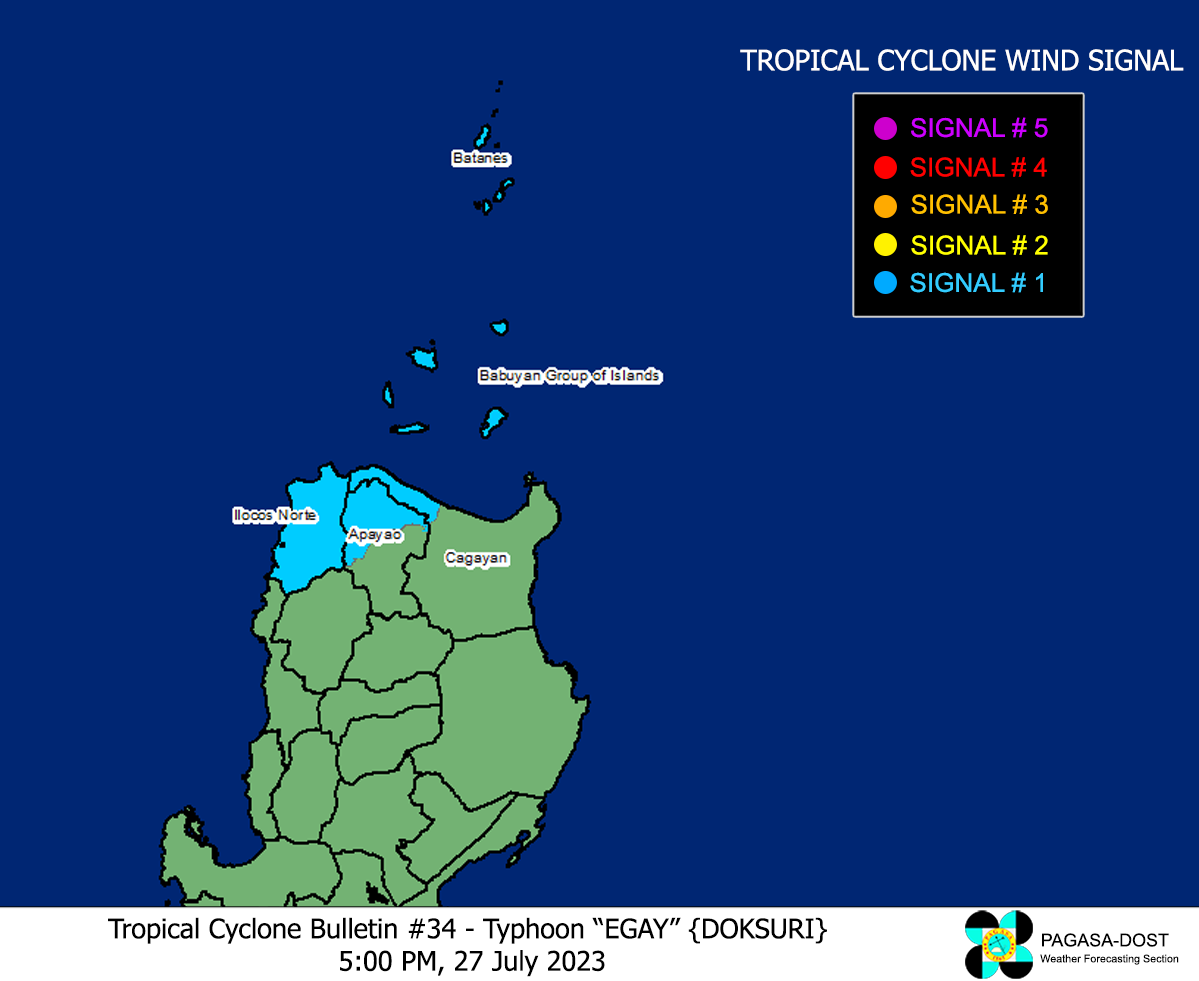 TROPICAL CYCLONE WIND SIGNAL
SIGNAL # 5
SIGNAL # 4
SIGNAL # 3
SIGNAL # 2
SIGNAL # 1
Batanes
Babuyan Group of Islands
Ilocos Norte
Apayao
Cagayan
Tropical Cyclone Bulletin #34 - Typhoon “EGAY” {DOKSURI}
5:00 PM, 27 July 2023
PAGASA-DOST
Weather Forecasting Section